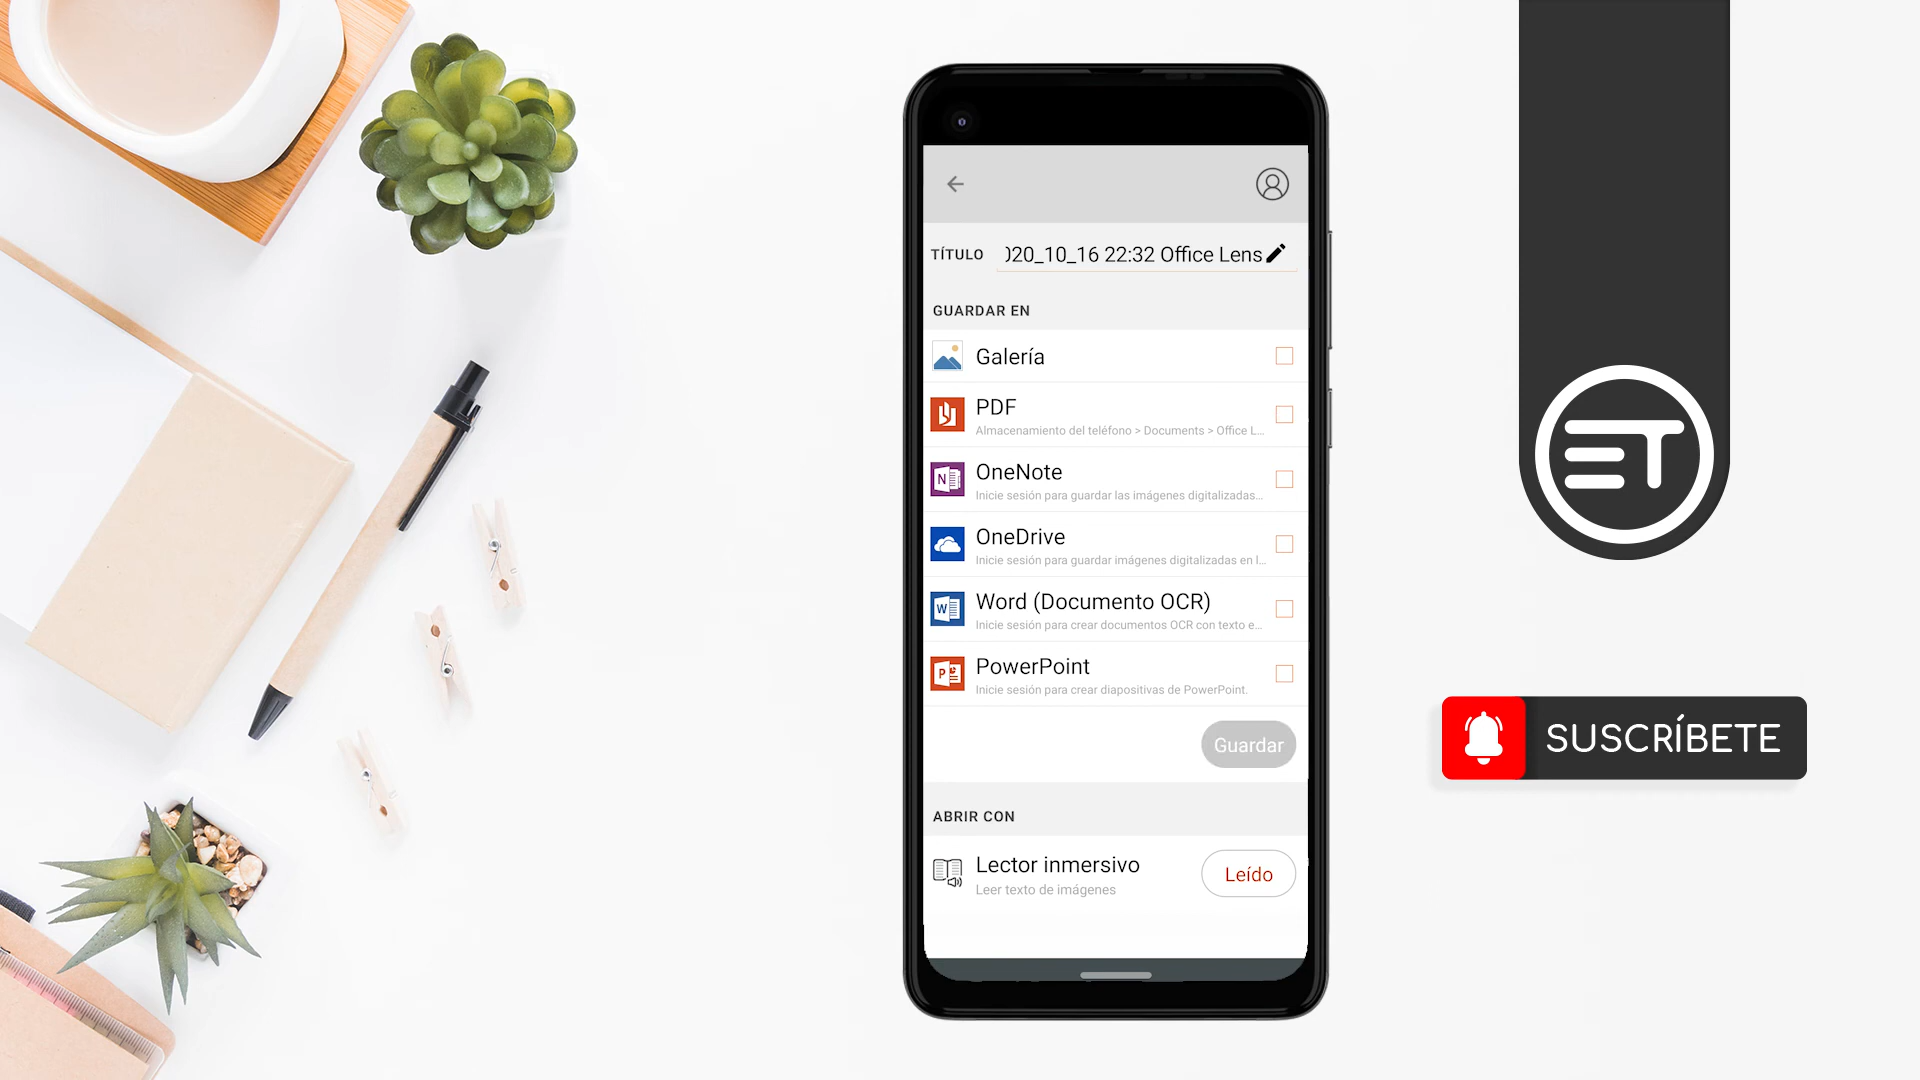 TÍTULO 020_10_16 22:32 Office Lens
GUARDAR EN
Galería
PDF
Almacenamiento del teléfono > Documents > Office L...
OneNote
Inicie sesión para guardar las imágenes digitalizadas...
OneDrive
Inicie sesión para guardar imágenes digitalizadas en l...
Word (Documento OCR)
Inicie sesión para crear documentos OCR con texto e...
PowerPoint
Inicie sesión para crear diapositivas de PowerPoint.
Guardar
ABRIR CON
Lector inmersivo
Leer texto de imágenes
Leído
ET
SUSCRÍBETE